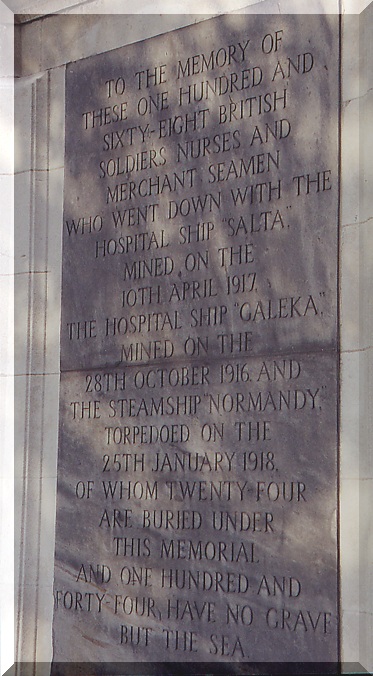 TO THE MEMORY OF
THESE ONE HUNDRED AND
SIXTY-EIGHT BRITISH
SOLDIERS NURSES AND
MERCHANT SEAMEN
WHO WENT DOWN WITH THE
HOSPITAL SHIP "SALTA,"
MINED ON THE
10TH APRIL 1917,
THE HOSPITAL SHIP "GALEKA,"
MINED ON THE
28TH OCTOBER 1916, AND
THE STEAMSHIP "NORMANDY,"
TORPEDOED ON THE
25TH JANUARY 1918,
OF WHOM TWENTY-FOUR
ARE BURIED UNDER
THIS MEMORIAL
AND ONE HUNDRED AND
FORTY-FOUR, HAVE NO GRAVE
BUT THE SEA.